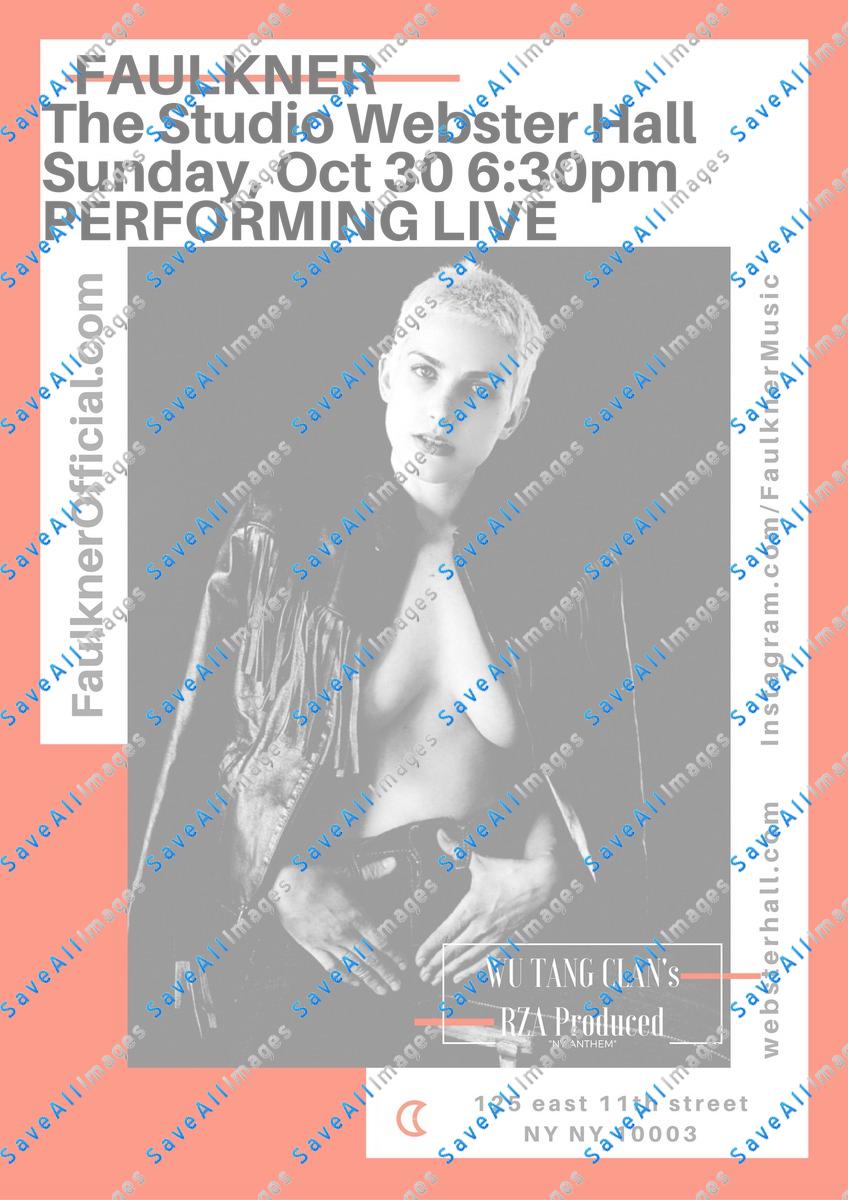 FAULKNER
The Studio Webster Hall
Sunday, Oct 30 6:30pm
PERFORMING LIVE
FaulknerOfficial.com
Instagram.com/FaulknerMusic
websterhall.com
WU TANG CLAN's
RZA Produced
"NY ANTHEM"
125 east 11th street
NY NY 10003
SaveAllImages